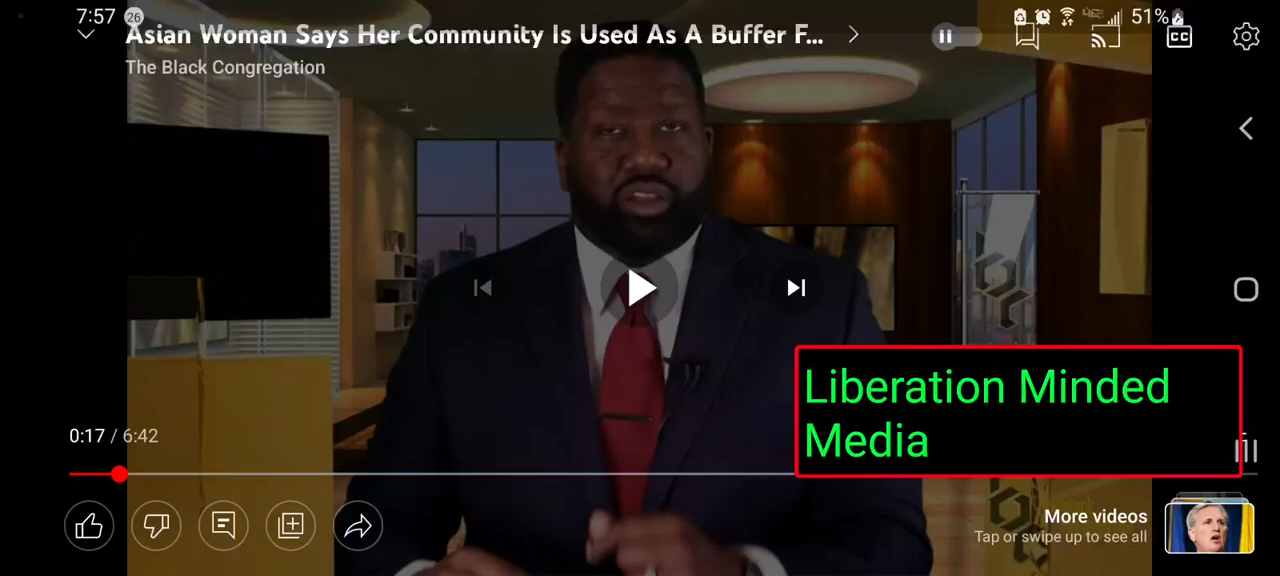 7:57 26 51%
Asian Woman Says Her Community Is Used As A Buffer F...
CC
The Black Congregation
Liberation Minded
Media
0:17 / 6:42
More videos
Tap or swipe up to see all